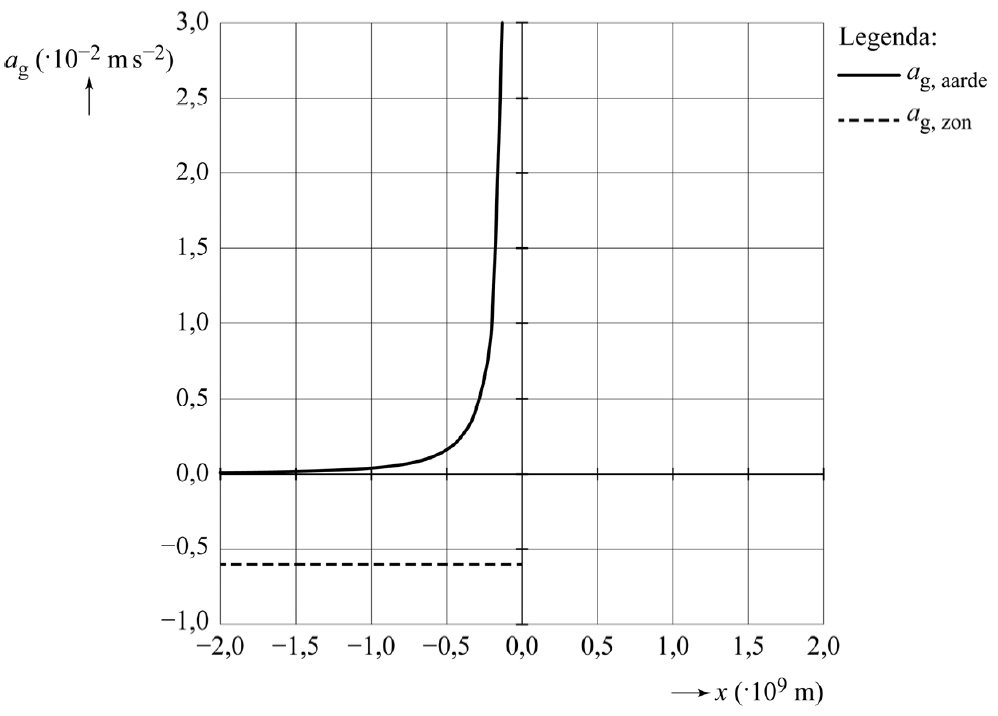 3,0
a_g (·10⁻² m s⁻²)
2,5
2,0
1,5
1,0
0,5
0,0
−0,5
−1,0
−2,0 −1,5 −1,0 −0,5 0,0 0,5 1,0 1,5 2,0
x (·10⁹ m)
Legenda:
a_g, aarde
a_g, zon